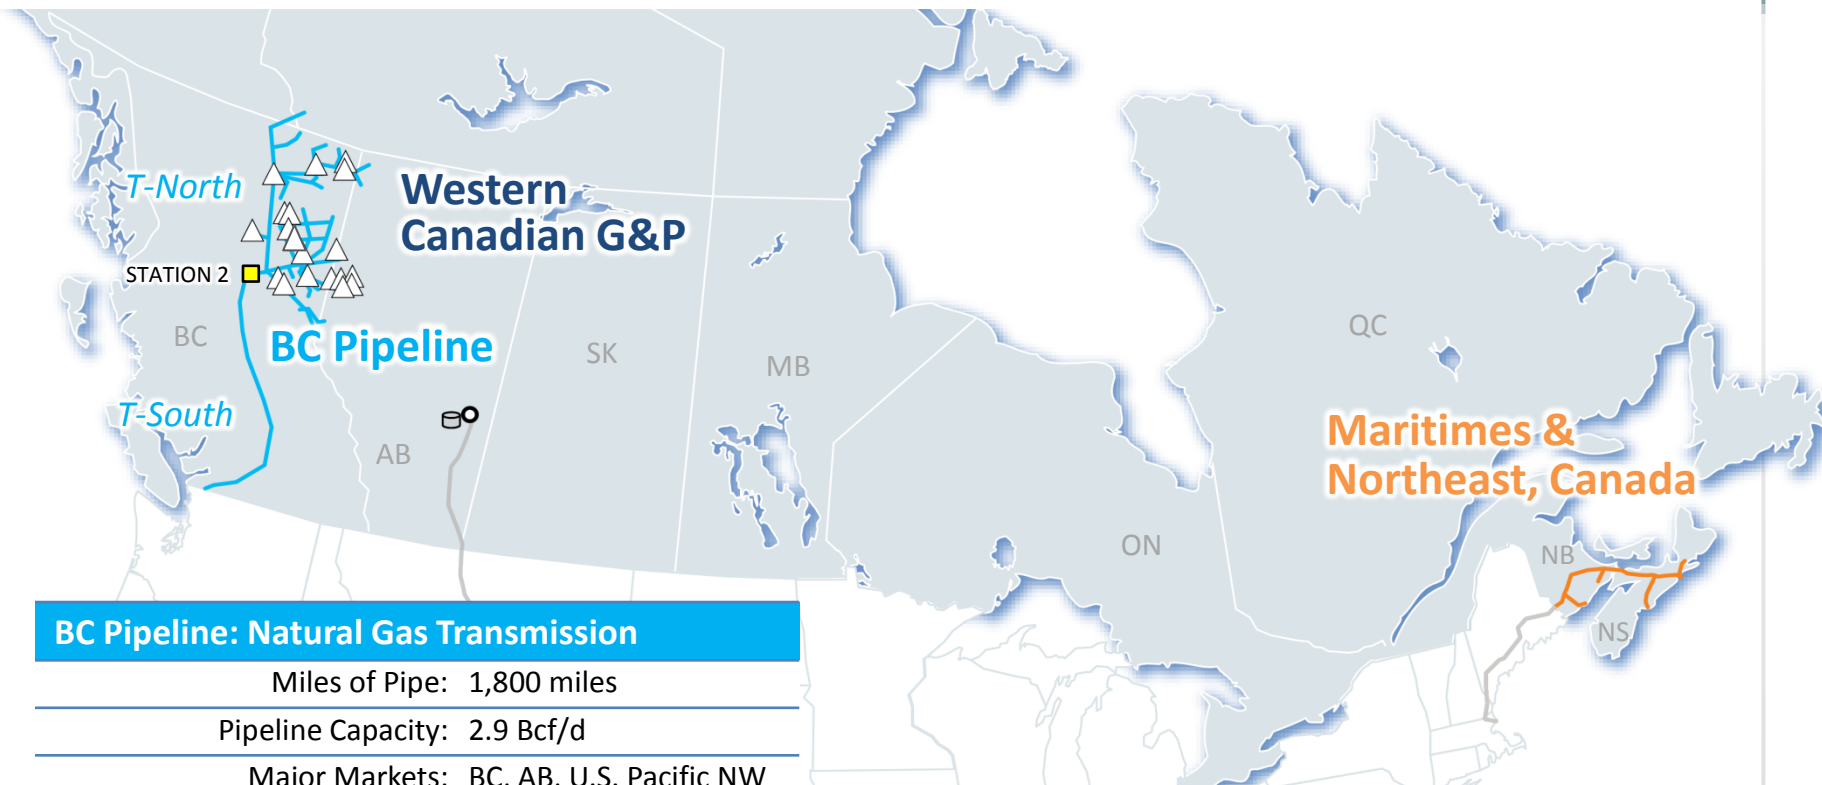 T-North
Western
Canadian G&P
STATION 2
BC
BC Pipeline
SK
MB
QC
T-South
AB
Maritimes &
Northeast, Canada
ON
NB
NS
BC Pipeline: Natural Gas Transmission
Miles of Pipe: 1,800 miles
Pipeline Capacity: 2.9 Bcf/d
Major Markets: BC, AB, U.S. Pacific NW